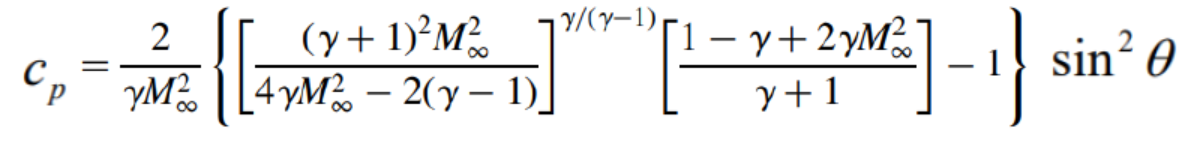 c_p = \frac{2}{\gamma M_\infty^2} \left\{ \left[ \frac{(\gamma + 1)^2 M_\infty^2}{4\gamma M_\infty^2 - 2(\gamma - 1)} \right]^{\gamma/(\gamma-1)} \left[ \frac{1 - \gamma + 2\gamma M_\infty^2}{\gamma + 1} \right] - 1 \right\} \sin^2 \theta